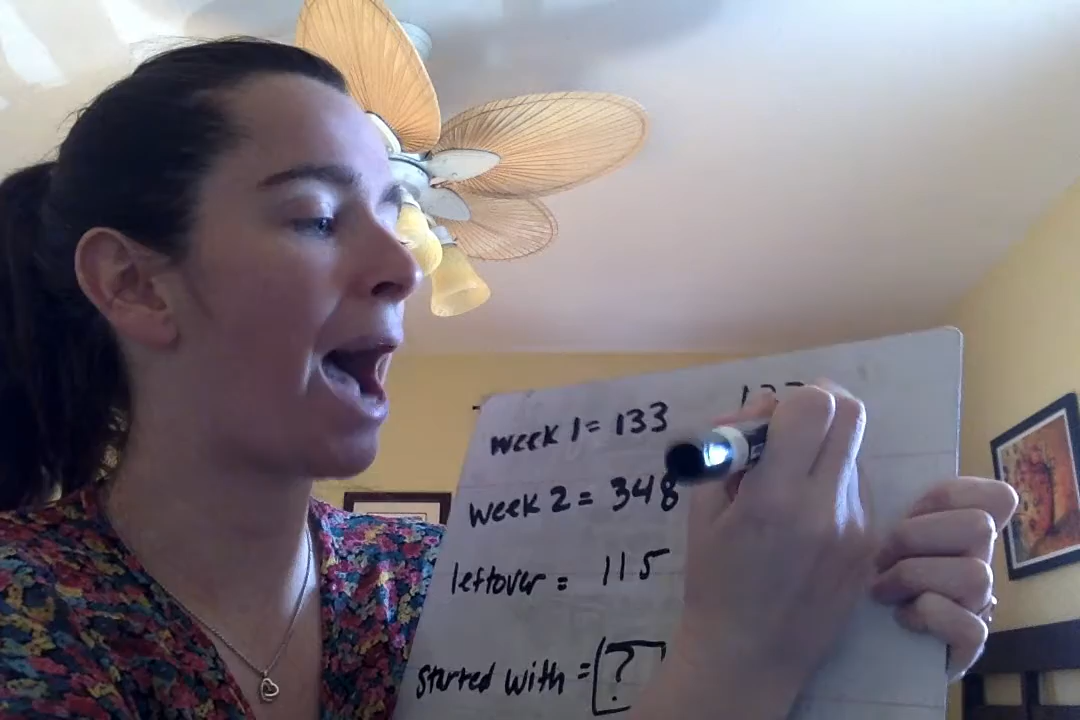 week 1 = 133
week 2 = 348
leftover = 115
started with = ?